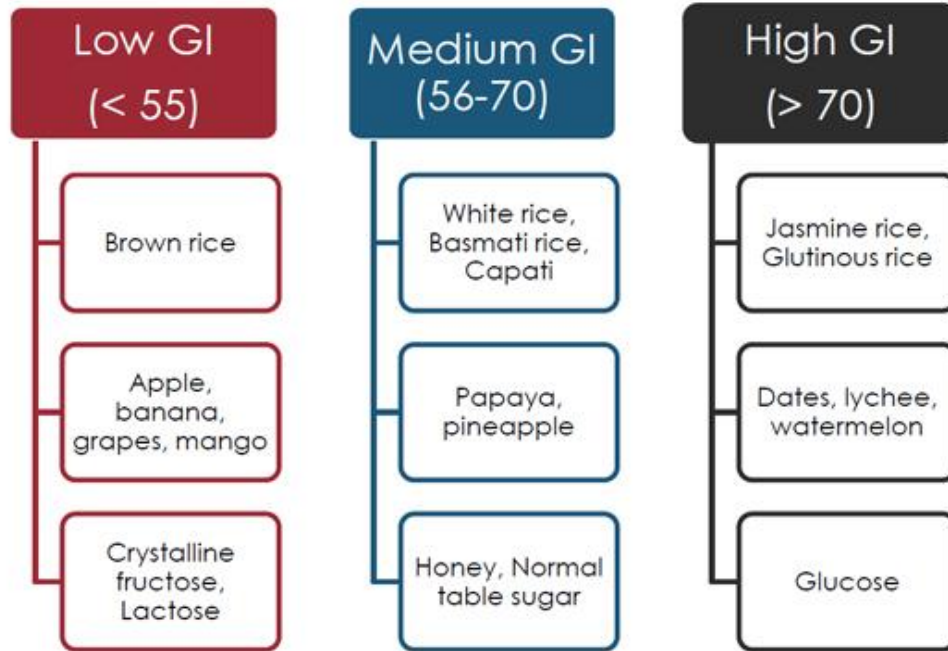 Low GI
(< 55)
Brown rice
Apple,
banana,
grapes, mango
Crystalline
fructose,
Lactose
Medium GI
(56-70)
White rice,
Basmati rice,
Capati
Papaya,
pineapple
Honey, Normal
table sugar
High GI
(> 70)
Jasmine rice,
Glutinous rice
Dates, lychee,
watermelon
Glucose